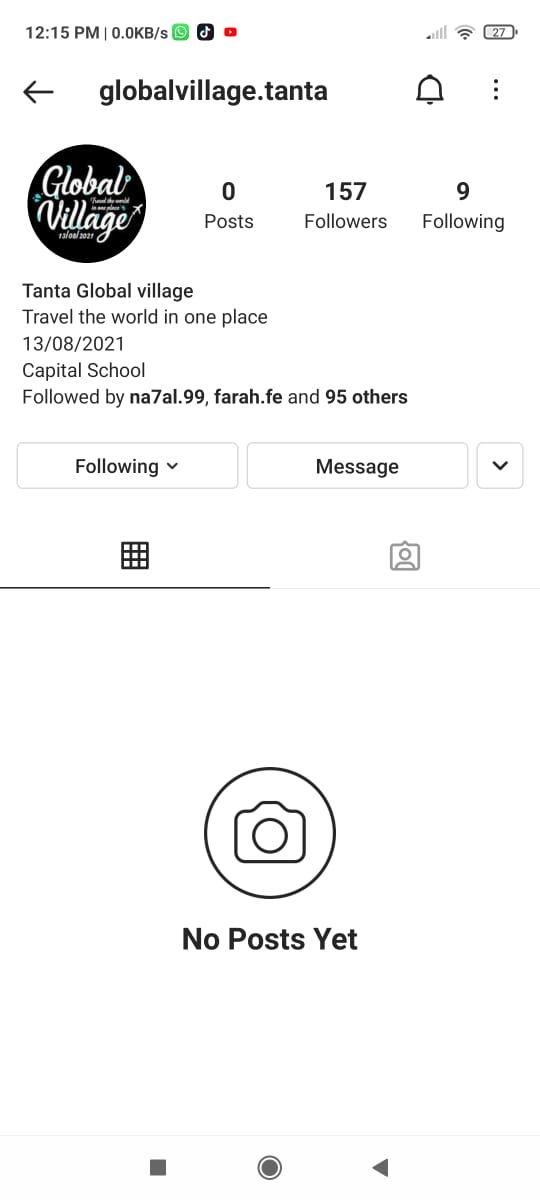 12:15 PM | 0.0KB/s
27
globalvillage.tanta
Global
Village
Travel the world
in one place
13/08/2021
0
Posts
157
Followers
9
Following
Tanta Global village
Travel the world in one place
13/08/2021
Capital School
Followed by na7al.99, farah.fe and 95 others
Following
Message
No Posts Yet